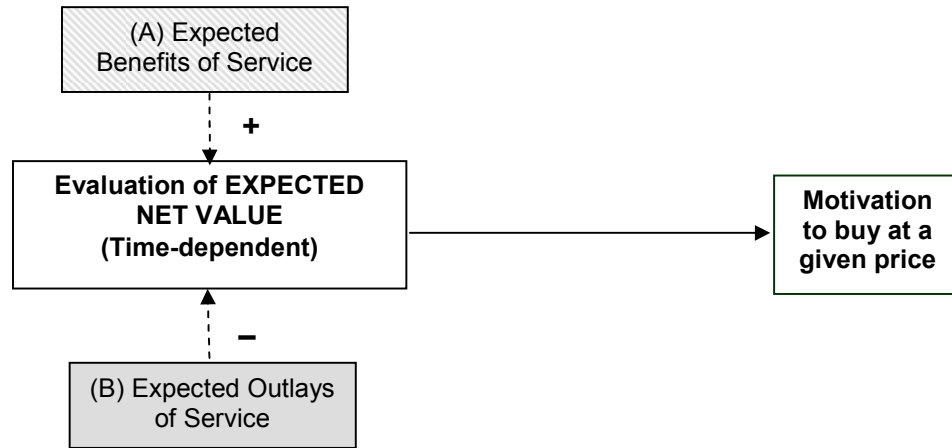 (A) Expected
Benefits of Service
+
Evaluation of EXPECTED
NET VALUE
(Time-dependent)
Motivation
to buy at a
given price
–
(B) Expected Outlays
of Service